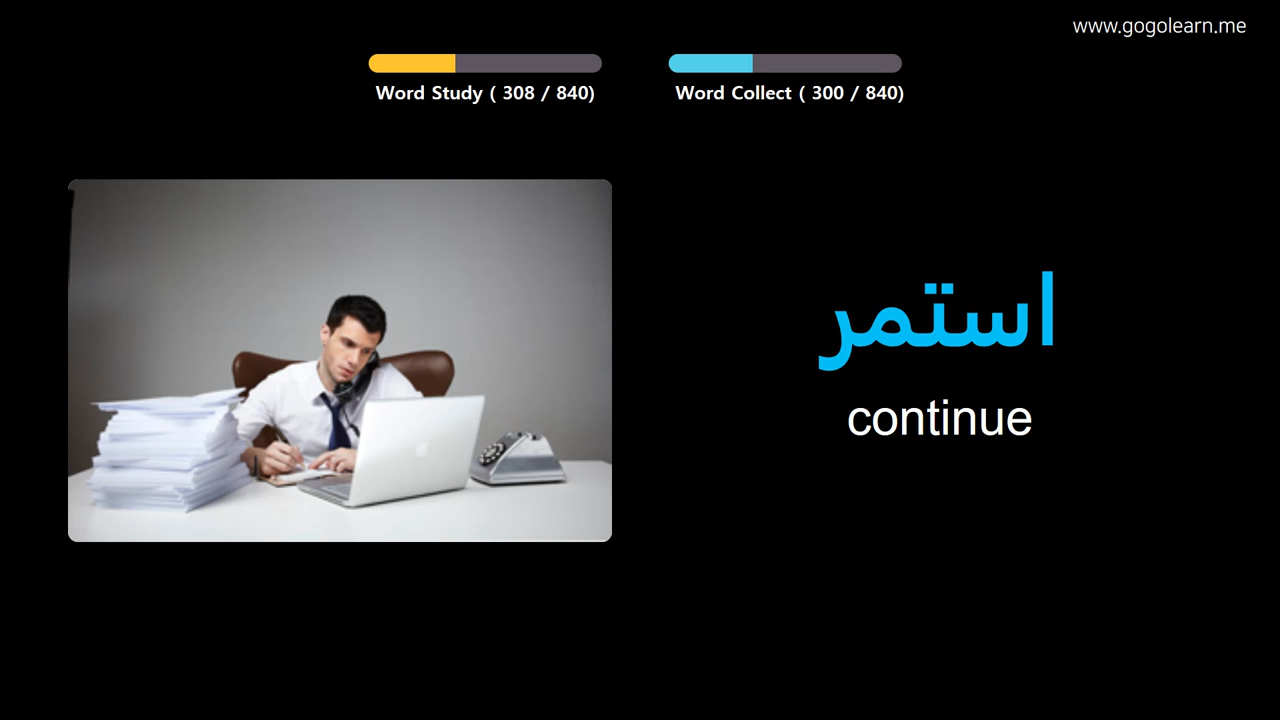 www.gogolearn.me
Word Study ( 308 / 840)
Word Collect ( 300 / 840)
استمر
continue